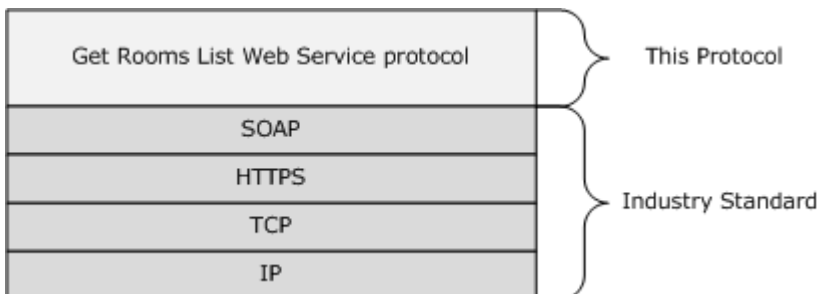 Get Rooms List Web Service protocol
This Protocol
SOAP
HTTPS
TCP
IP
Industry Standard